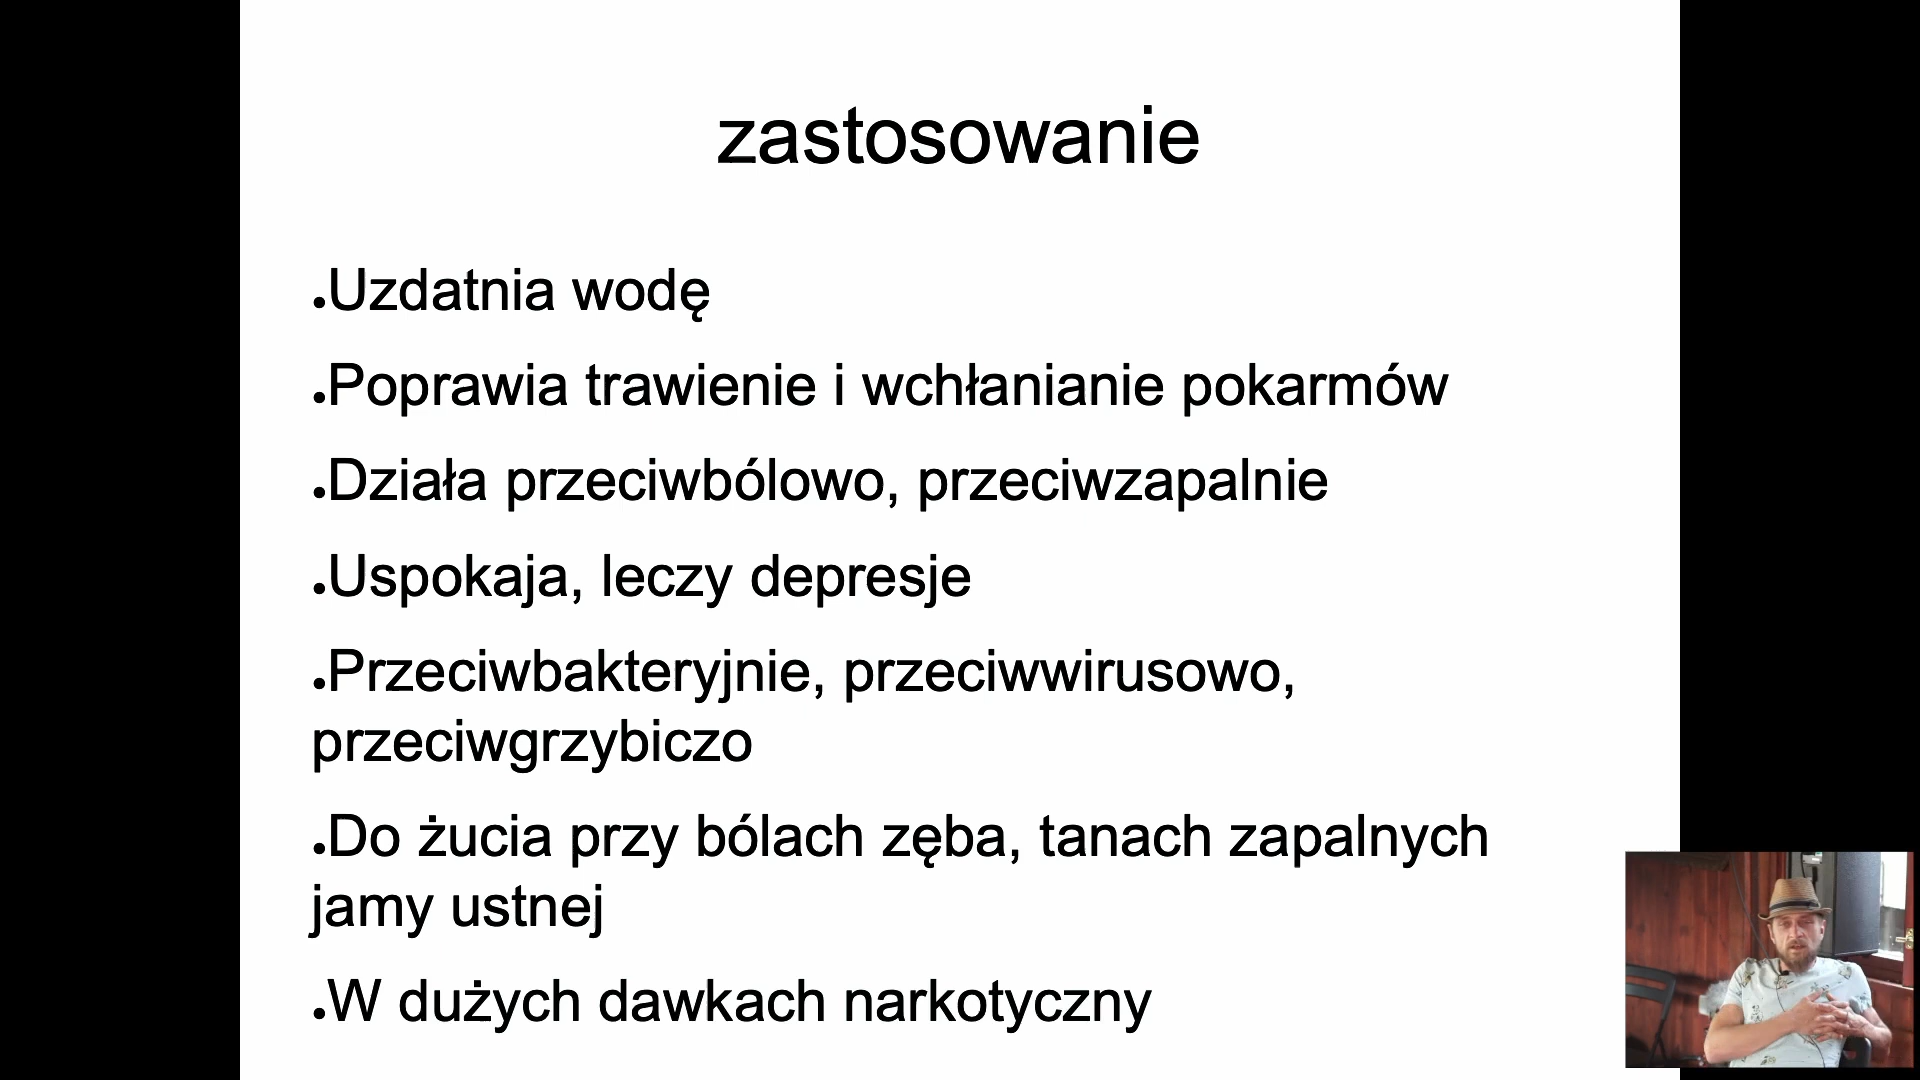 zastosowanie
●Uzdatnia wodę
●Poprawia trawienie i wchłanianie pokarmów
●Działa przeciwbólowo, przeciwzapalnie
●Uspokaja, leczy depresje
●Przeciwbakteryjnie, przeciwwirusowo,
przeciwgrzybiczo
●Do żucia przy bólach zęba, tanach zapalnych
jamy ustnej
●W dużych dawkach narkotyczny